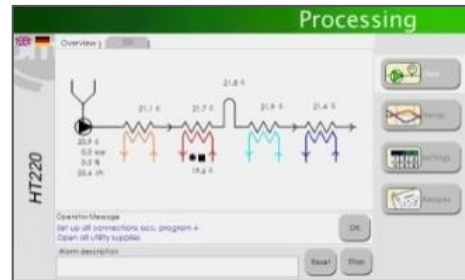 Processing
Overview
21,8 C
21,1 C
21,7 C
21,9 C
21,4 C
20,9 C
0,0 bar
0,0 %
19,6 C
HT220
Trends
Settings
Recipes
Operator Message
Set up all connections acc. program 4
Open all utility supplies
OK
Alarm description
Reset
Stop